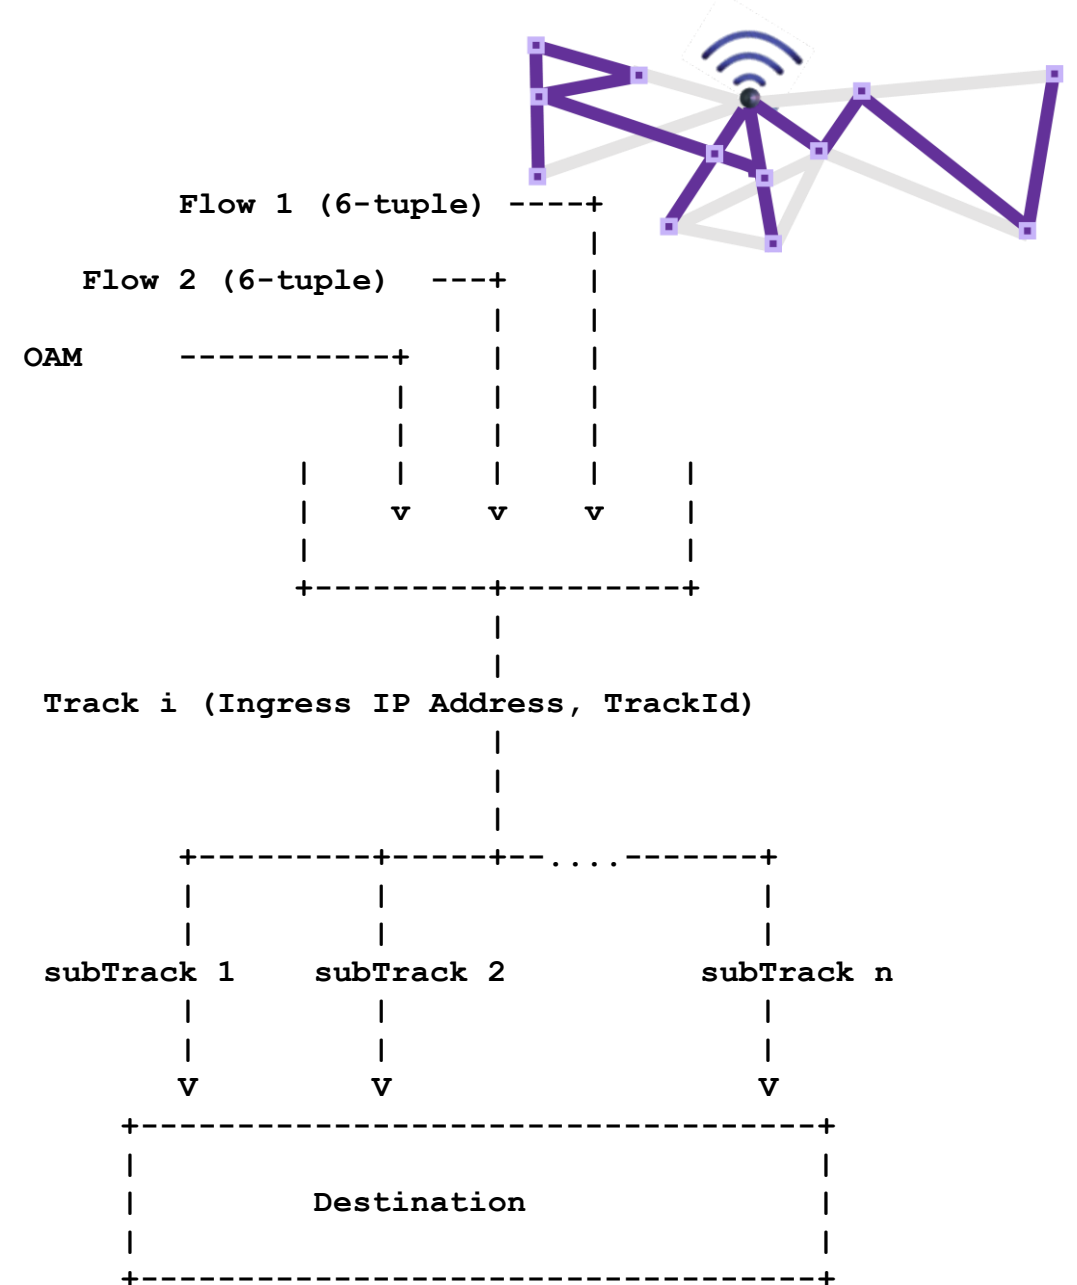 Flow 1 (6-tuple) ----+
|
Flow 2 (6-tuple) ---+ |
| |
OAM -----------+ | |
| | |
| | |
| | | | |
| v v v |
| |
+---------+---------+
|
|
Track i (Ingress IP Address, TrackId)
|
|
|
+---------+------+--....-------+
| | |
| | |
subTrack 1 subTrack 2 subTrack n
| | |
| | |
V V V
+-----------------------------------+
| |
| Destination |
| |
+-----------------------------------+